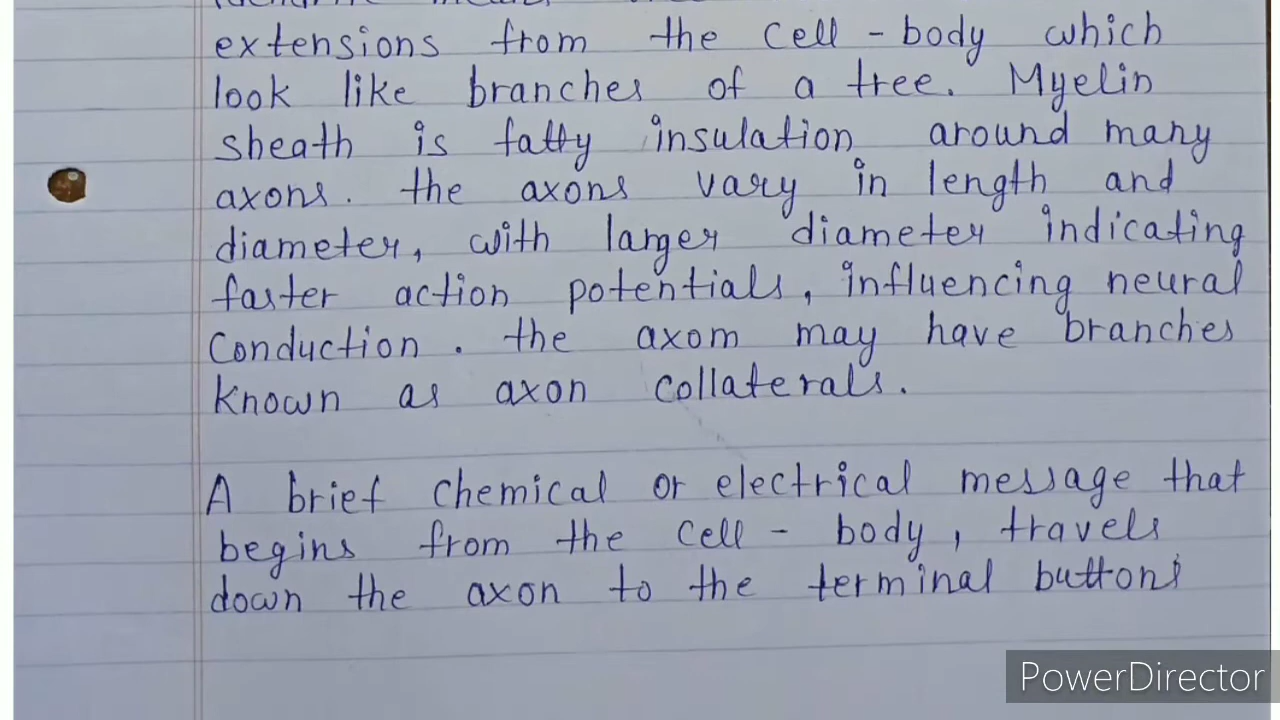 extensions from the cell - body which
look like branches of a tree. Myelin
sheath is fatty insulation around many
axons. the axons vary in length and
diameter, with larger diameter indicating
faster action potentials, influencing neural
conduction. the axom may have branches
known as axon collaterals.
A brief chemical or electrical message that
begins from the cell - body, travels
down the axon to the terminal buttons
PowerDirector